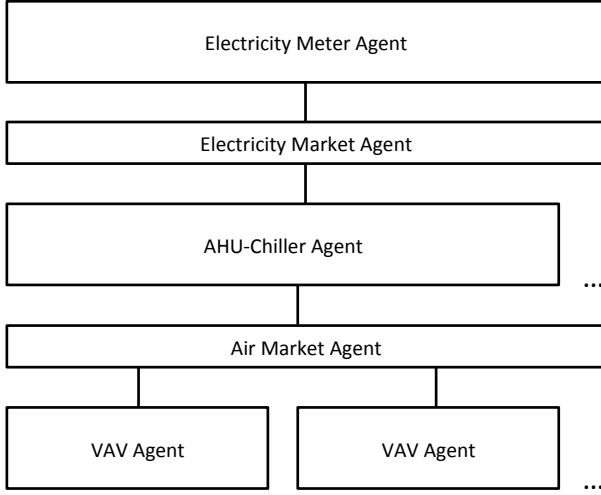 Electricity Meter Agent
Electricity Market Agent
AHU-Chiller Agent
...
Air Market Agent
VAV Agent VAV Agent
...